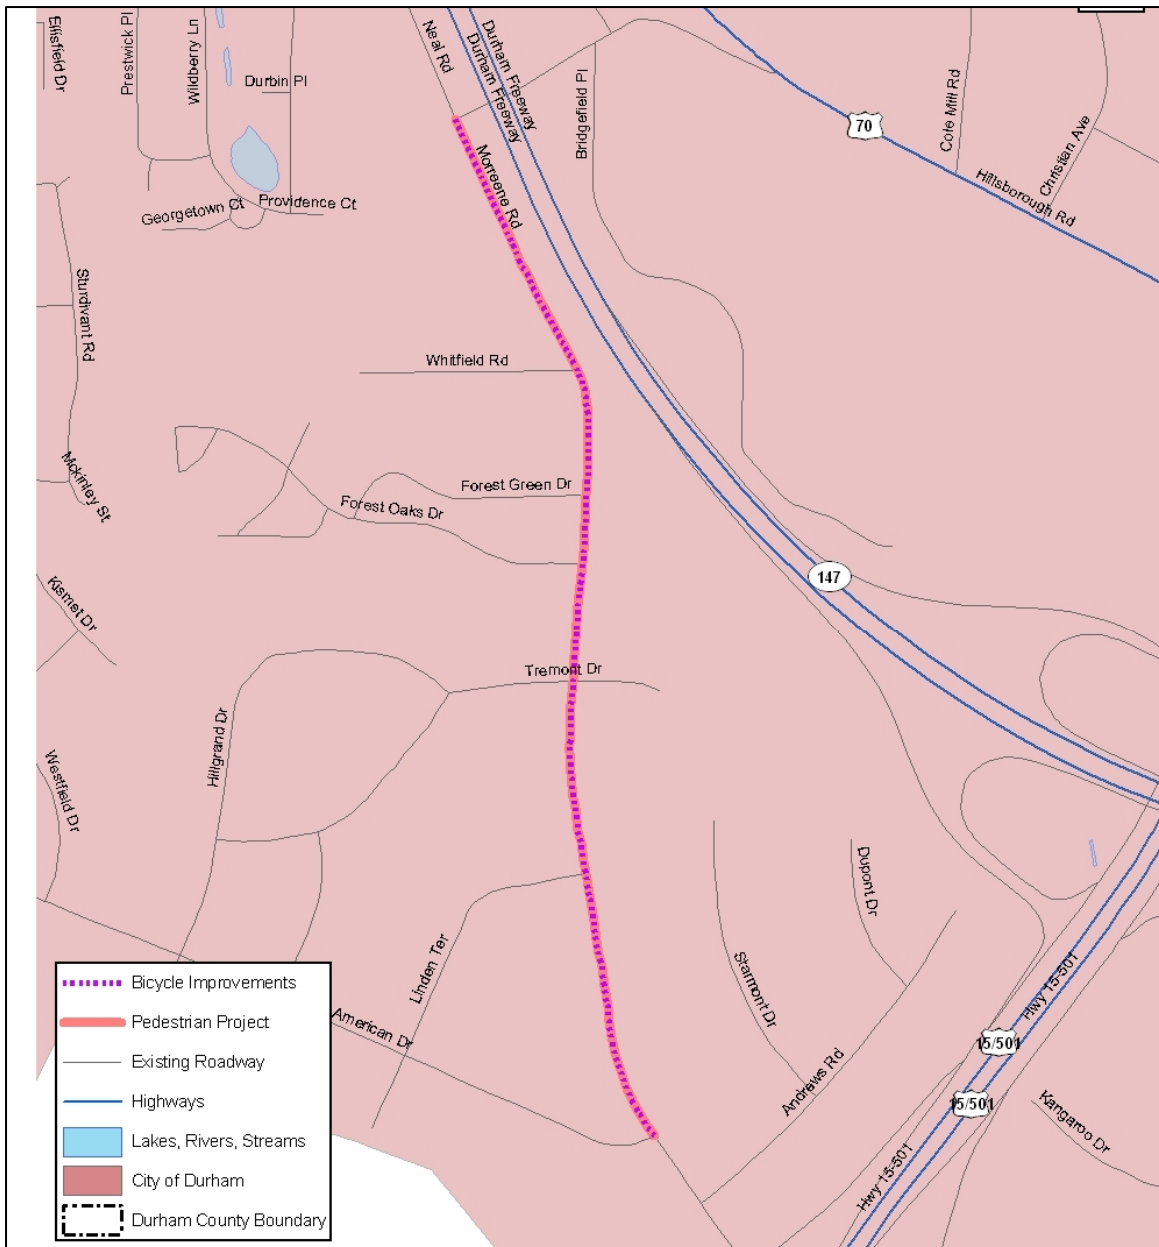 Ellisfield Dr
Prestwick Pl
Wildberry Ln
Durbin Pl
Neal Rd
Durham Freeway
Durham Freeway
Bridgefield Pl
70
Cole Mill Rd
Christian Ave
Hillsborough Rd
Morreene Rd
Georgetown Ct
Providence Ct
Sturdivant Rd
Whitfield Rd
Mckinley St
Forest Green Dr
Forest Oaks Dr
147
Kismet Dr
Tremont Dr
Hillgrand Dr
Westfield Dr
Dupont Dr
Linden Ter
Starmont Dr
Hwy 15-501
American Dr
15/501
Andrews Rd
15/501
Kangaroo Dr
Hwy 15-501
Bicycle Improvements
Pedestrian Project
Existing Roadway
Highways
Lakes, Rivers, Streams
City of Durham
Durham County Boundary